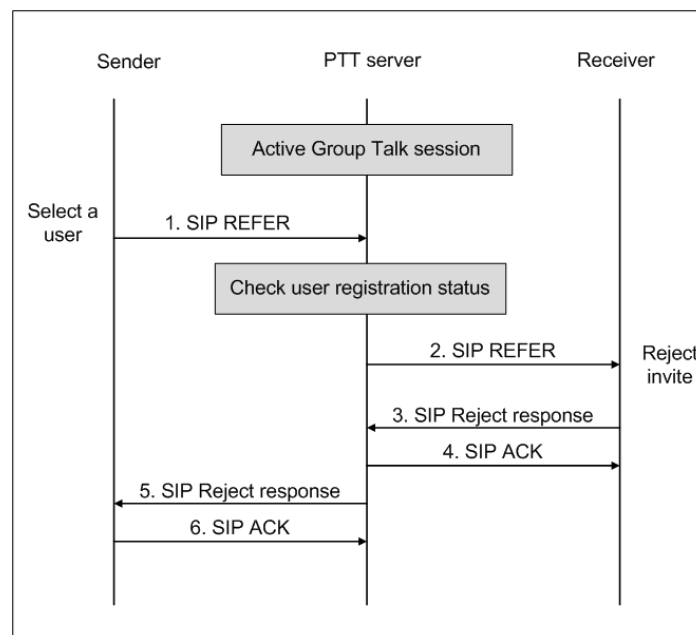 Sender
PTT server
Receiver
Active Group Talk session
Select a
user
1. SIP REFER
Check user registration status
2. SIP REFER
Reject
invite
3. SIP Reject response
4. SIP ACK
5. SIP Reject response
6. SIP ACK